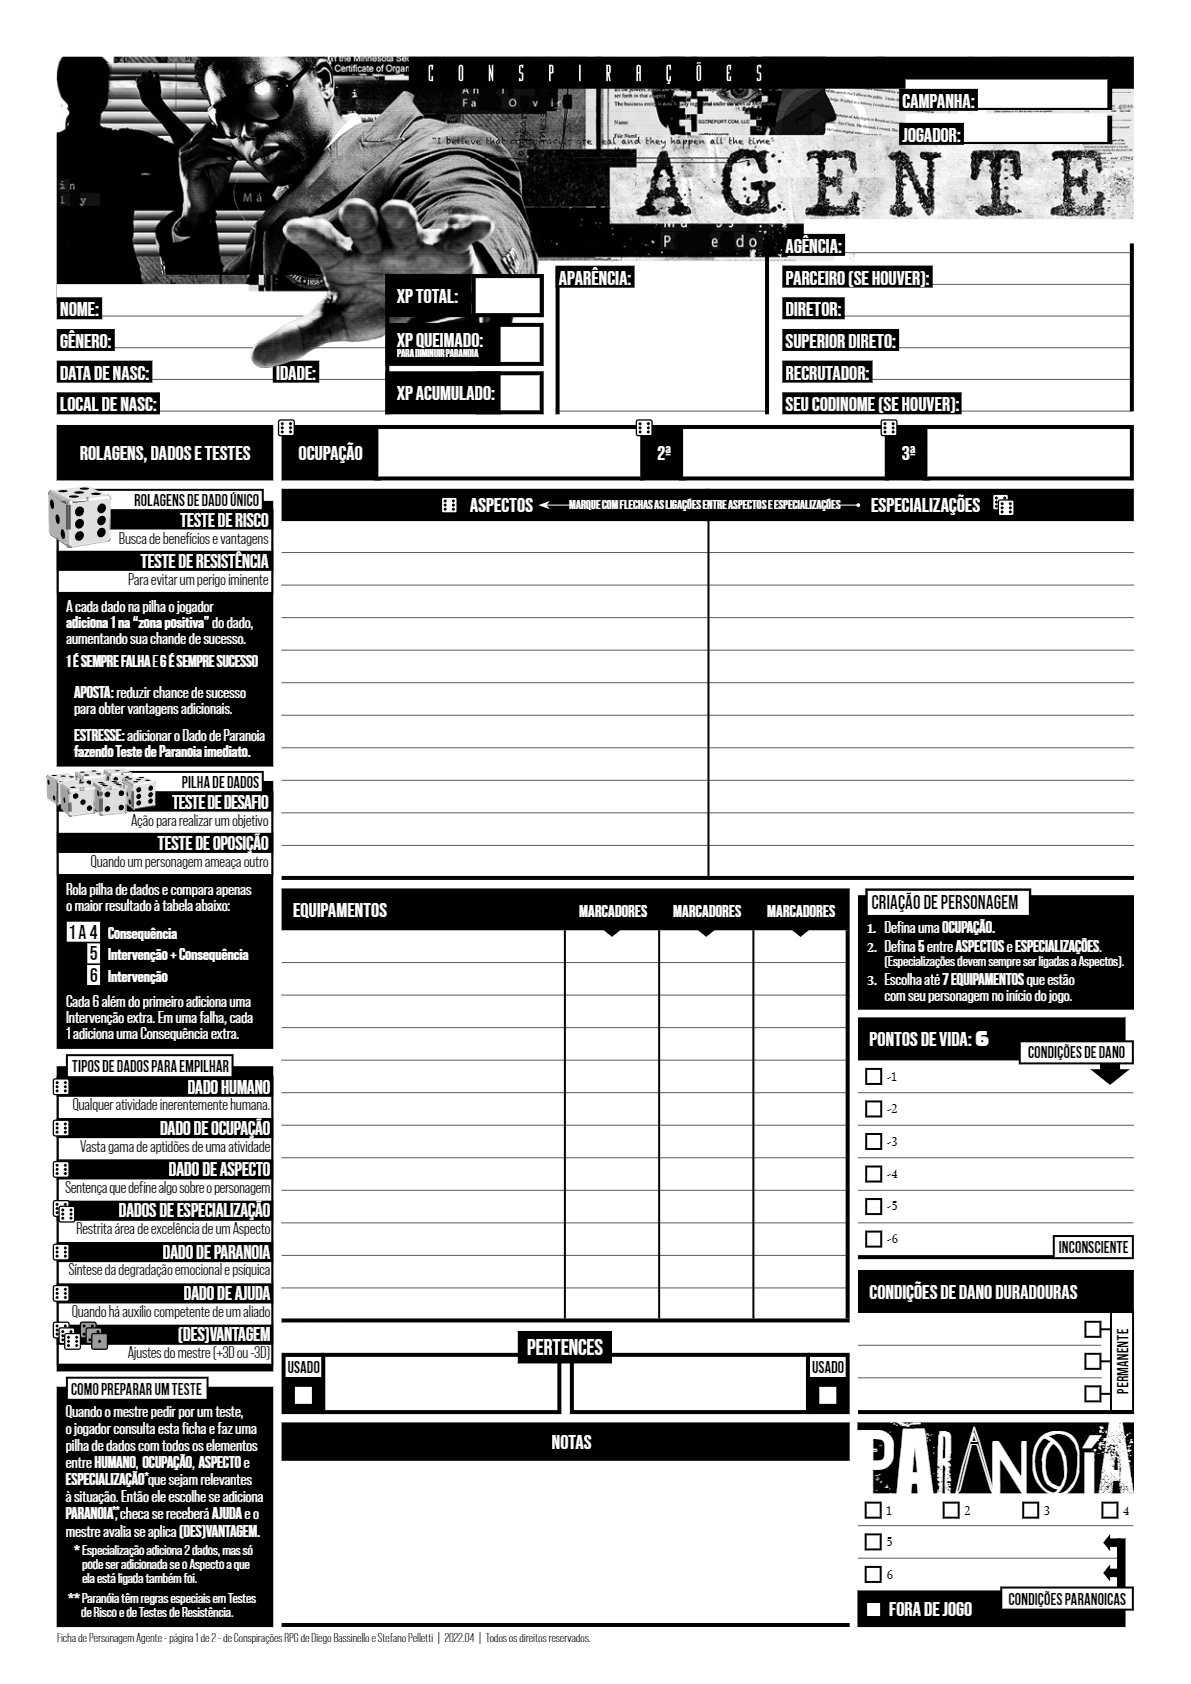 CONSPIRAÇÕES
the Minnesota Se
Certificate of Organ
"I believe that conspiracies are real and they happen all the time"
CAMPANHA:
JOGADOR:
AGENTE
AGÊNCIA:
PARCEIRO (SE HOUVER):
DIRETOR:
SUPERIOR DIRETO:
RECRUTADOR:
SEU CODINOME (SE HOUVER):
NOME:
GÊNERO:
DATA DE NASC:
IDADE:
LOCAL DE NASC:
XP TOTAL:
XP QUEIMADO:
PARA DIMINUIR PARANOIA
XP ACUMULADO:
APARÊNCIA:
ROLAGENS, DADOS E TESTES
OCUPAÇÃO
2ª
3ª
ROLAGENS DE DADO ÚNICO
TESTE DE RISCO
Busca de benefícios e vantagens
TESTE DE RESISTÊNCIA
Para evitar um perigo iminente
A cada dado na pilha o jogador
adiciona 1 na “zona positiva” do dado,
aumentando sua chande de sucesso.
1 É SEMPRE FALHA E 6 É SEMPRE SUCESSO
APOSTA: reduzir chance de sucesso
para obter vantagens adicionais.
ESTRESSE: adicionar o Dado de Paranoia
fazendo Teste de Paranoia imediato.
PILHA DE DADOS
TESTE DE DESAFIO
Ação para realizar um objetivo
TESTE DE OPOSIÇÃO
Quando um personagem ameaça outro
Rola pilha de dados e compara apenas
o maior resultado à tabela abaixo:
1 A 4 Consequência
5 Intervenção + Consequência
6 Intervenção
Cada 6 além do primeiro adiciona uma
Intervenção extra. Em uma falha, cada
1 adiciona uma Consequência extra.
TIPOS DE DADOS PARA EMPILHAR
DADO HUMANO
Qualquer atividade inerentemente humana.
DADO DE OCUPAÇÃO
Vasta gama de aptidões de uma atividade
DADO DE ASPECTO
Sentença que define algo sobre o personagem
DADOS DE ESPECIALIZAÇÃO
Restrita área de excelência de um Aspecto
DADO DE PARANOIA
Síntese da degradação emocional e psíquica
DADO DE AJUDA
Quando há auxílio competente de um aliado
(DES)VANTAGEM
Ajustes do mestre (+3D ou -3D)
COMO PREPARAR UM TESTE
Quando o mestre pedir por um teste,
o jogador consulta esta ficha e faz uma
pilha de dados com todos os elementos
entre HUMANO, OCUPAÇÃO, ASPECTO e
ESPECIALIZAÇÃO* que sejam relevantes
à situação. Então ele escolhe se adiciona
PARANOIA**, checa se receberá AJUDA e o
mestre avalia se aplica (DES)VANTAGEM.
* Especialização adiciona 2 dados, mas só
pode ser adicionada se o Aspecto a que
ela está ligada também foi.
** Paranóia têm regras especiais em Testes
de Risco e de Testes de Resistência.
ASPECTOS
MARQUE COM FLECHAS AS LIGAÇÕES ENTRE ASPECTOS E ESPECIALIZAÇÕES
ESPECIALIZAÇÕES
EQUIPAMENTOS
MARCADORES MARCADORES MARCADORES
PERTENCES
USADO
USADO
NOTAS
CRIAÇÃO DE PERSONAGEM
1. Defina uma OCUPAÇÃO.
2. Defina 5 entre ASPECTOS e ESPECIALIZAÇÕES.
(Especializações devem sempre ser ligadas a Aspectos).
3. Escolha até 7 EQUIPAMENTOS que estão
com seu personagem no início do jogo.
PONTOS DE VIDA: 6
CONDIÇÕES DE DANO
-1
-2
-3
-4
-5
-6
INCONSCIENTE
CONDIÇÕES DE DANO DURADOURAS
PERMANENTE
PARANOÍA
1 2 3 4
5
6
CONDIÇÕES PARANOICAS
FORA DE JOGO
Ficha de Personagem Agente - página 1 de 2 - de Conspirações RPG de Diego Bassinello e Stefano Pelletti | 2022.04 | Todos os direitos reservados.